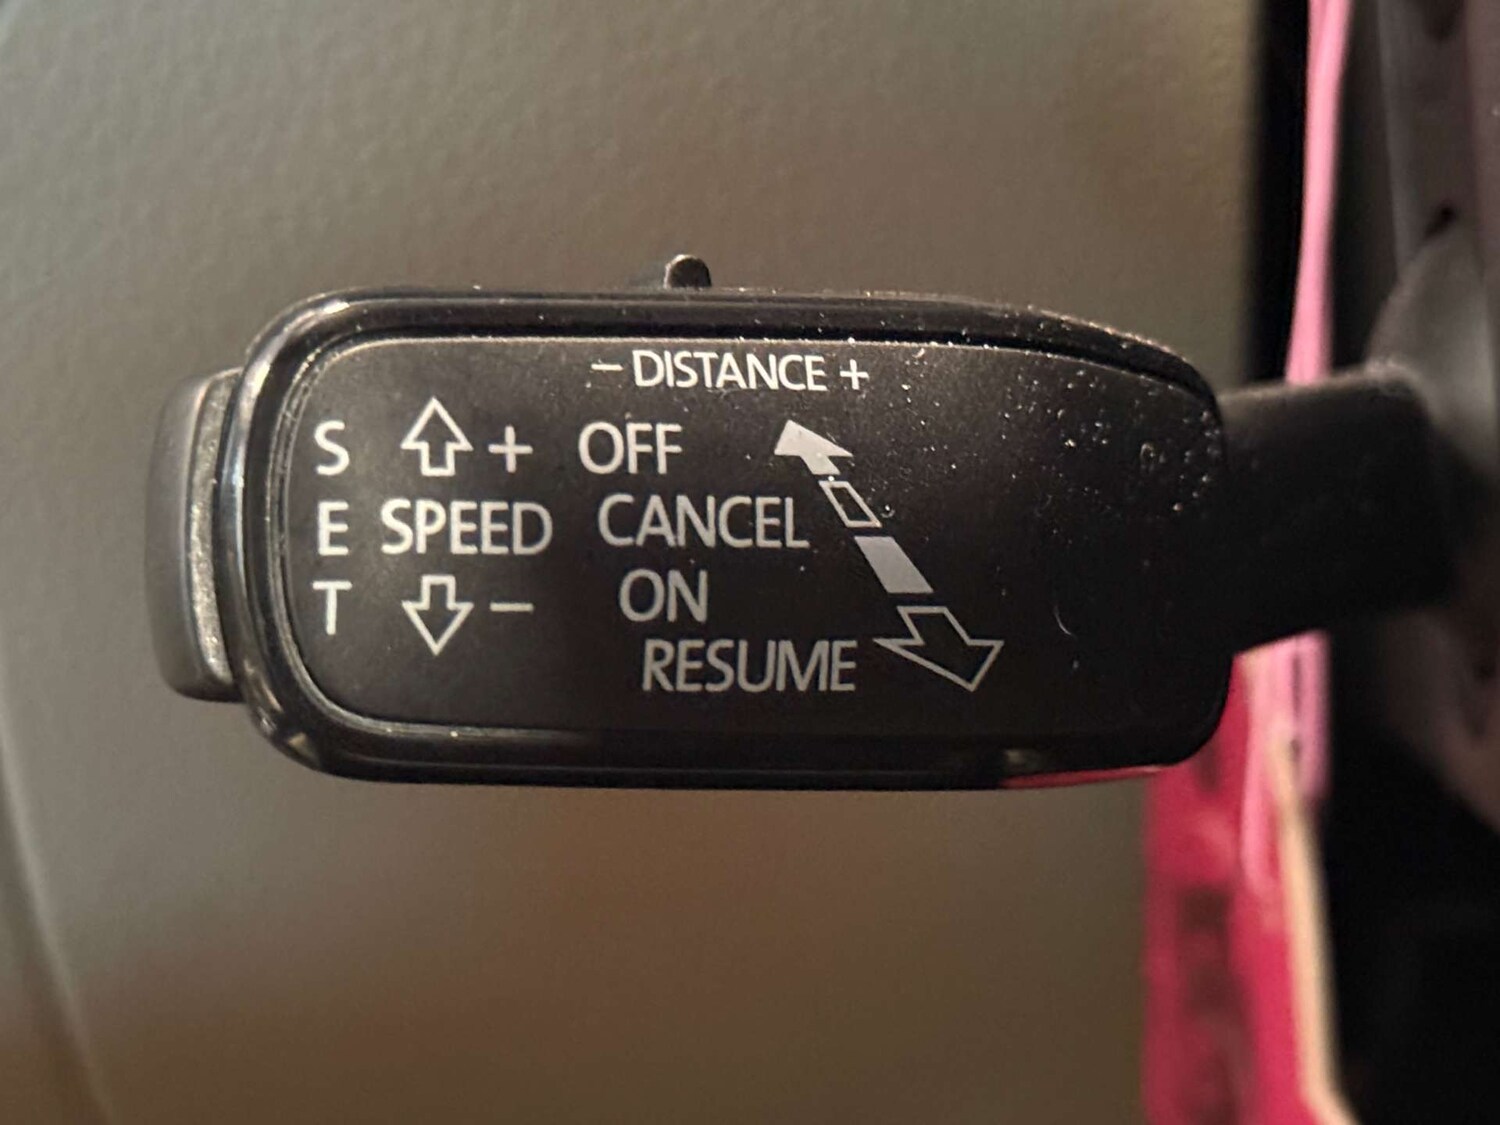 – DISTANCE +
S + OFF
E SPEED CANCEL
T – ON
RESUME